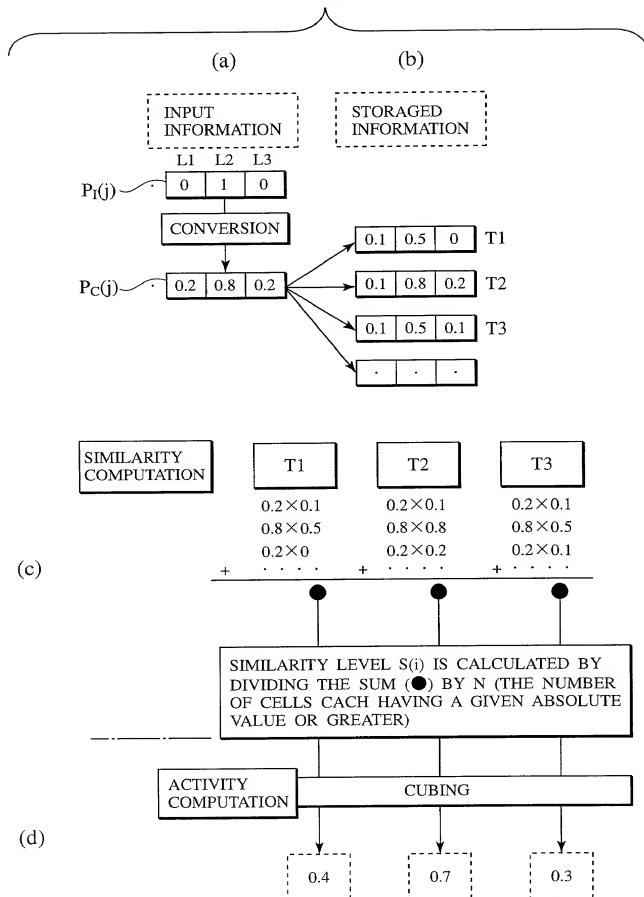 (a) (b)
INPUT INFORMATION STORAGED INFORMATION
L1 L2 L3
P_I(j) 0 1 0
CONVERSION
0.1 0.5 0 T1
P_C(j) 0.2 0.8 0.2 0.1 0.8 0.2 T2
0.1 0.5 0.1 T3
. . .
SIMILARITY COMPUTATION T1 T2 T3
0.2×0.1 0.2×0.1 0.2×0.1
0.8×0.5 0.8×0.8 0.8×0.5
0.2×0 0.2×0.2 0.2×0.1
(c)
+ · · · · + · · · · + · · · ·
SIMILARITY LEVEL S(i) IS CALCULATED BY
DIVIDING THE SUM (●) BY N (THE NUMBER
OF CELLS CACH HAVING A GIVEN ABSOLUTE
VALUE OR GREATER)
ACTIVITY COMPUTATION CUBING
(d)
0.4 0.7 0.3